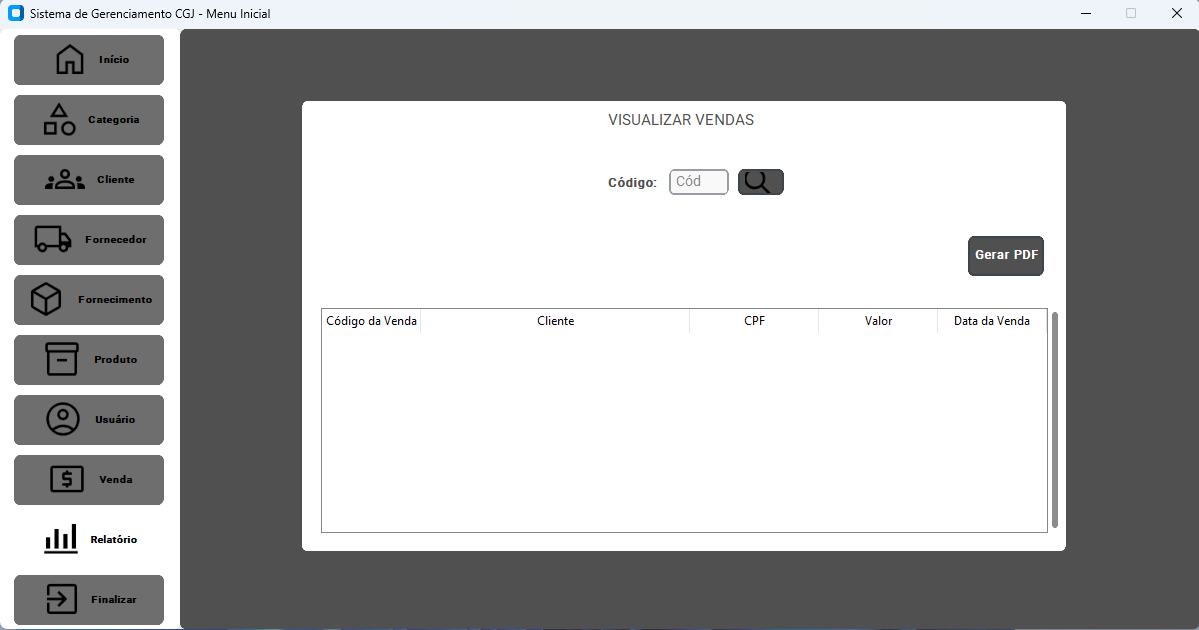 Sistema de Gerenciamento CGJ - Menu Inicial
Início
Categoria
Cliente
Fornecedor
Fornecimento
Produto
Usuário
Venda
Relatório
Finalizar
VISUALIZAR VENDAS
Código: Cód
Gerar PDF
Código da Venda Cliente CPF Valor Data da Venda